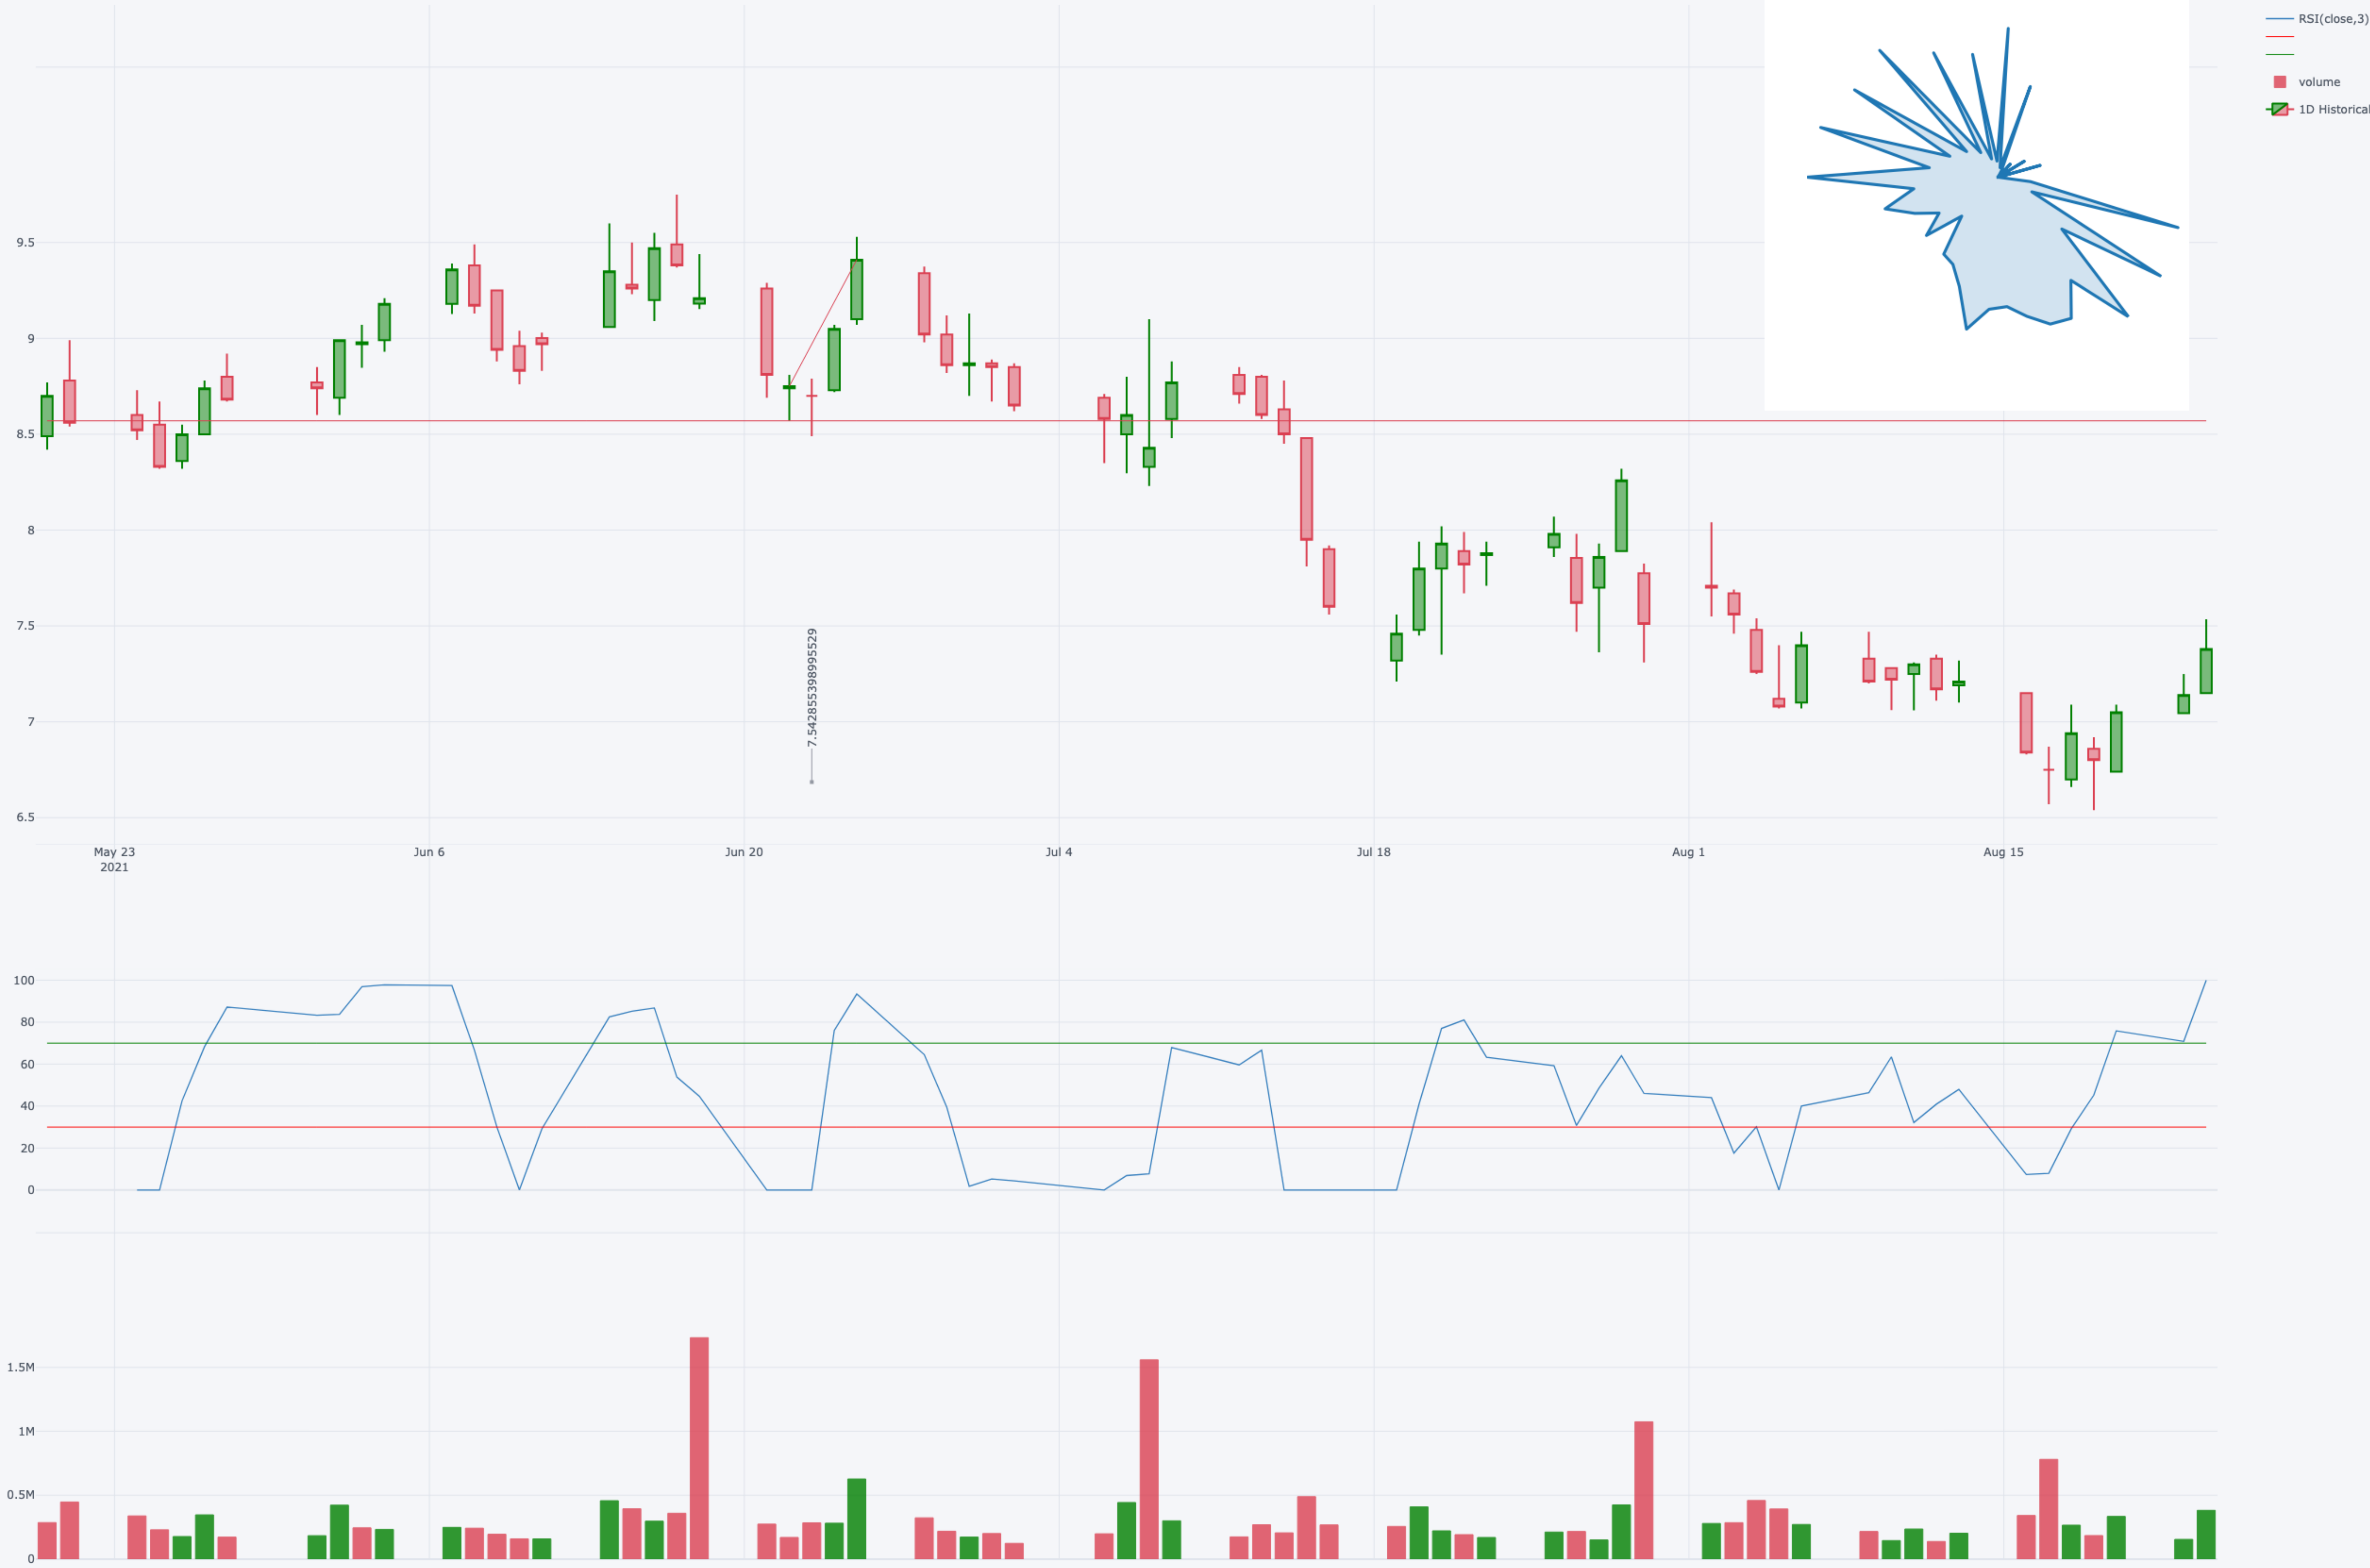 RSI(close,3)
volume
1D Historical
9.5
9
8.5
8
7.5
7
6.5
7.542855398995529
May 23
2021
Jun 6
Jun 20
Jul 4
Jul 18
Aug 1
Aug 15
100
80
60
40
20
0
1.5M
1M
0.5M
0